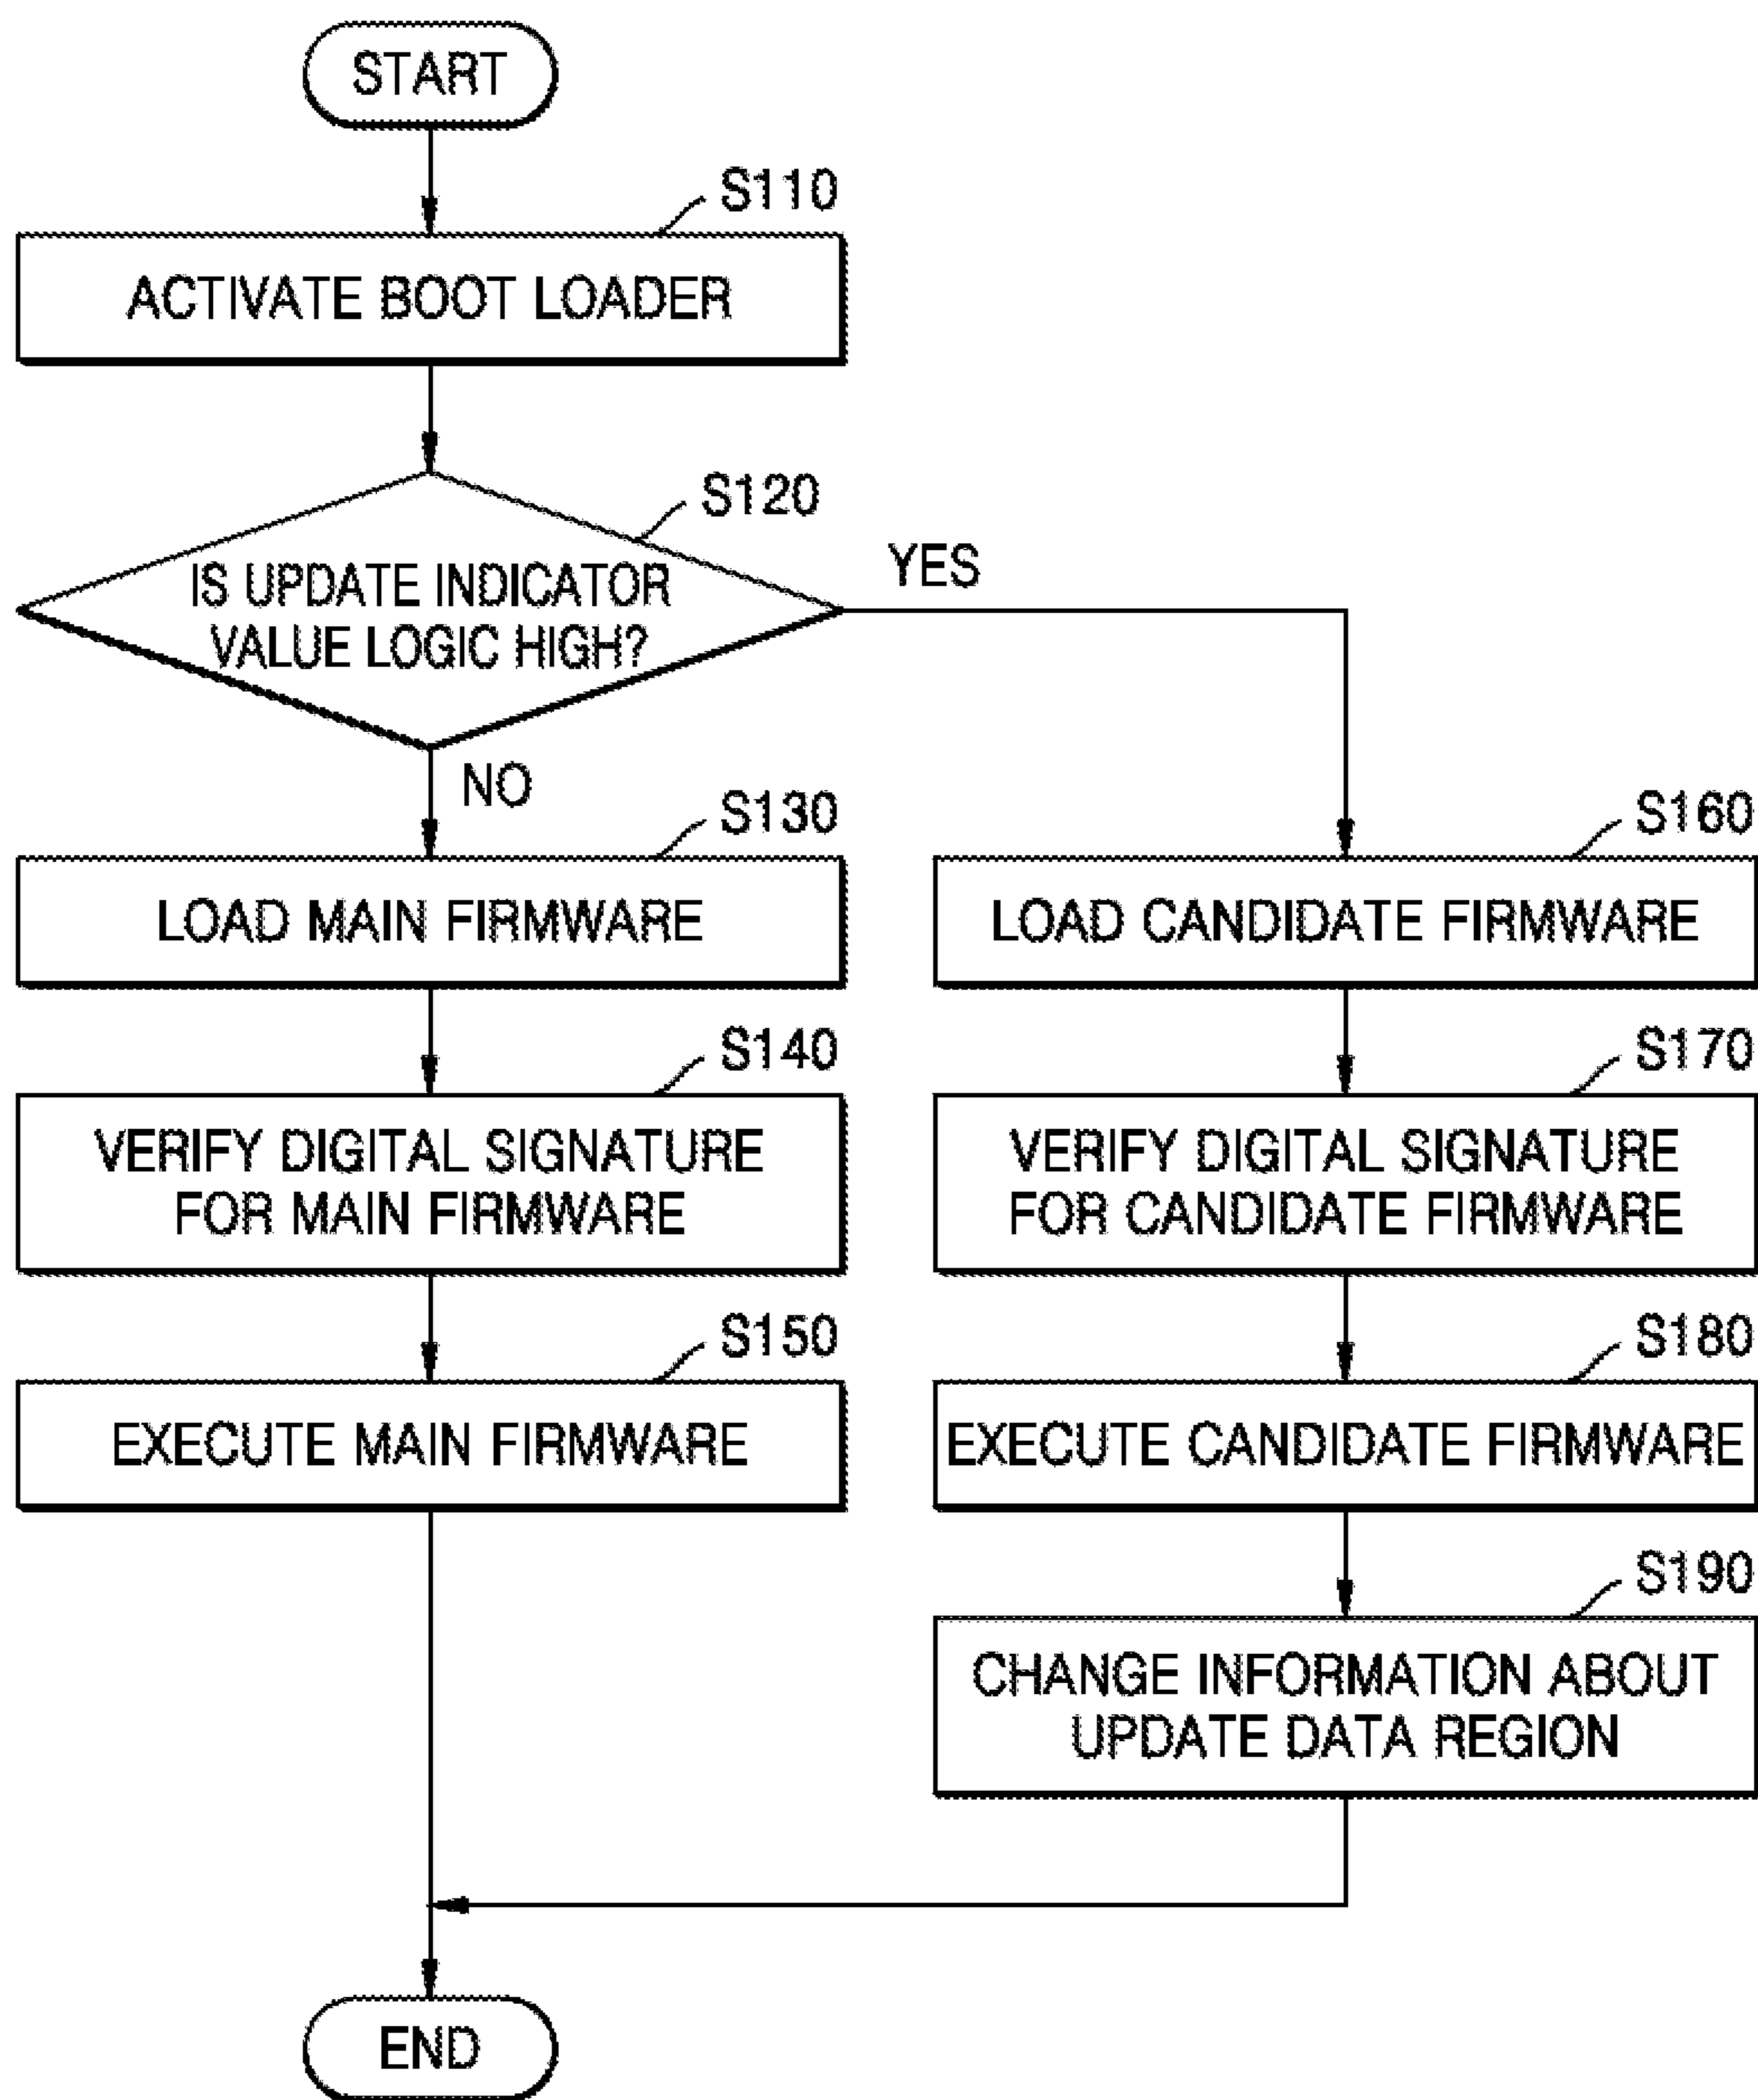 START
S110
ACTIVATE BOOT LOADER
S120
IS UPDATE INDICATOR
VALUE LOGIC HIGH?
YES
NO
S130
LOAD MAIN FIRMWARE
S140
VERIFY DIGITAL SIGNATURE
FOR MAIN FIRMWARE
S150
EXECUTE MAIN FIRMWARE
S160
LOAD CANDIDATE FIRMWARE
S170
VERIFY DIGITAL SIGNATURE
FOR CANDIDATE FIRMWARE
S180
EXECUTE CANDIDATE FIRMWARE
S190
CHANGE INFORMATION ABOUT
UPDATE DATA REGION
END